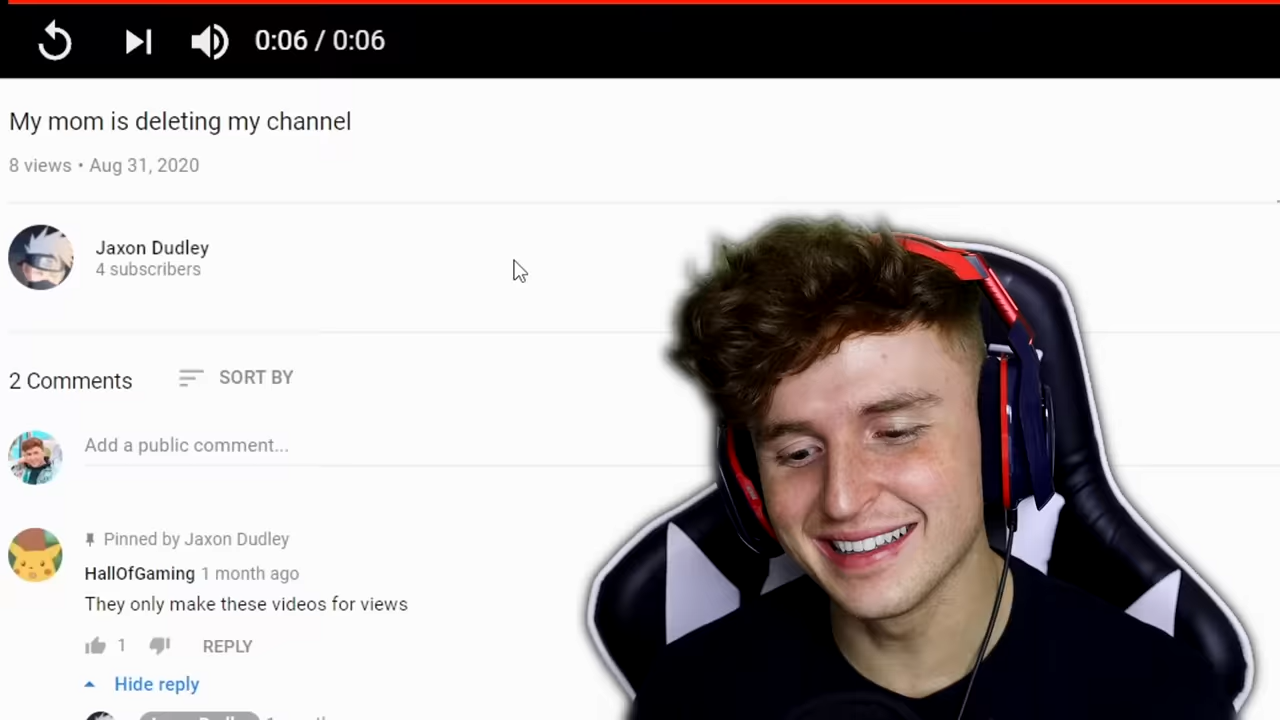 0:06 / 0:06
My mom is deleting my channel
8 views • Aug 31, 2020
Jaxon Dudley
4 subscribers
2 Comments
SORT BY
Add a public comment...
Pinned by Jaxon Dudley
HallOfGaming 1 month ago
They only make these videos for views
1
REPLY
Hide reply